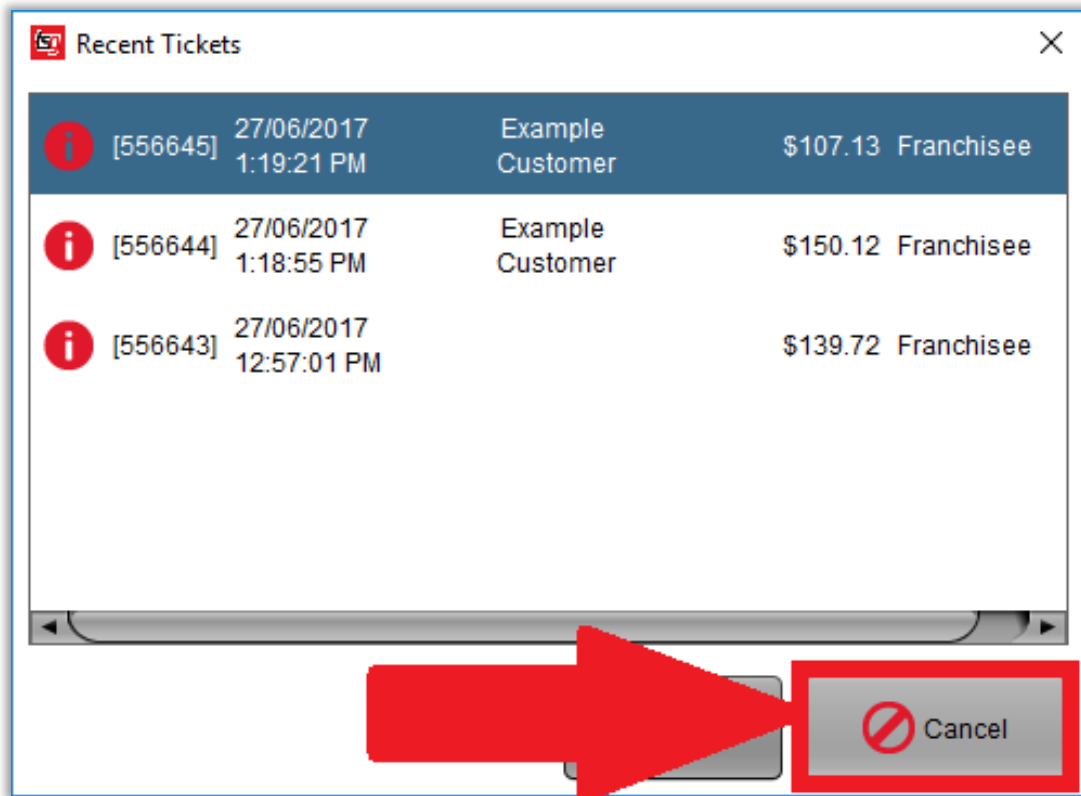 Recent Tickets
[556645] 27/06/2017 1:19:21 PM Example Customer $107.13 Franchisee
[556644] 27/06/2017 1:18:55 PM Example Customer $150.12 Franchisee
[556643] 27/06/2017 12:57:01 PM $139.72 Franchisee
Cancel